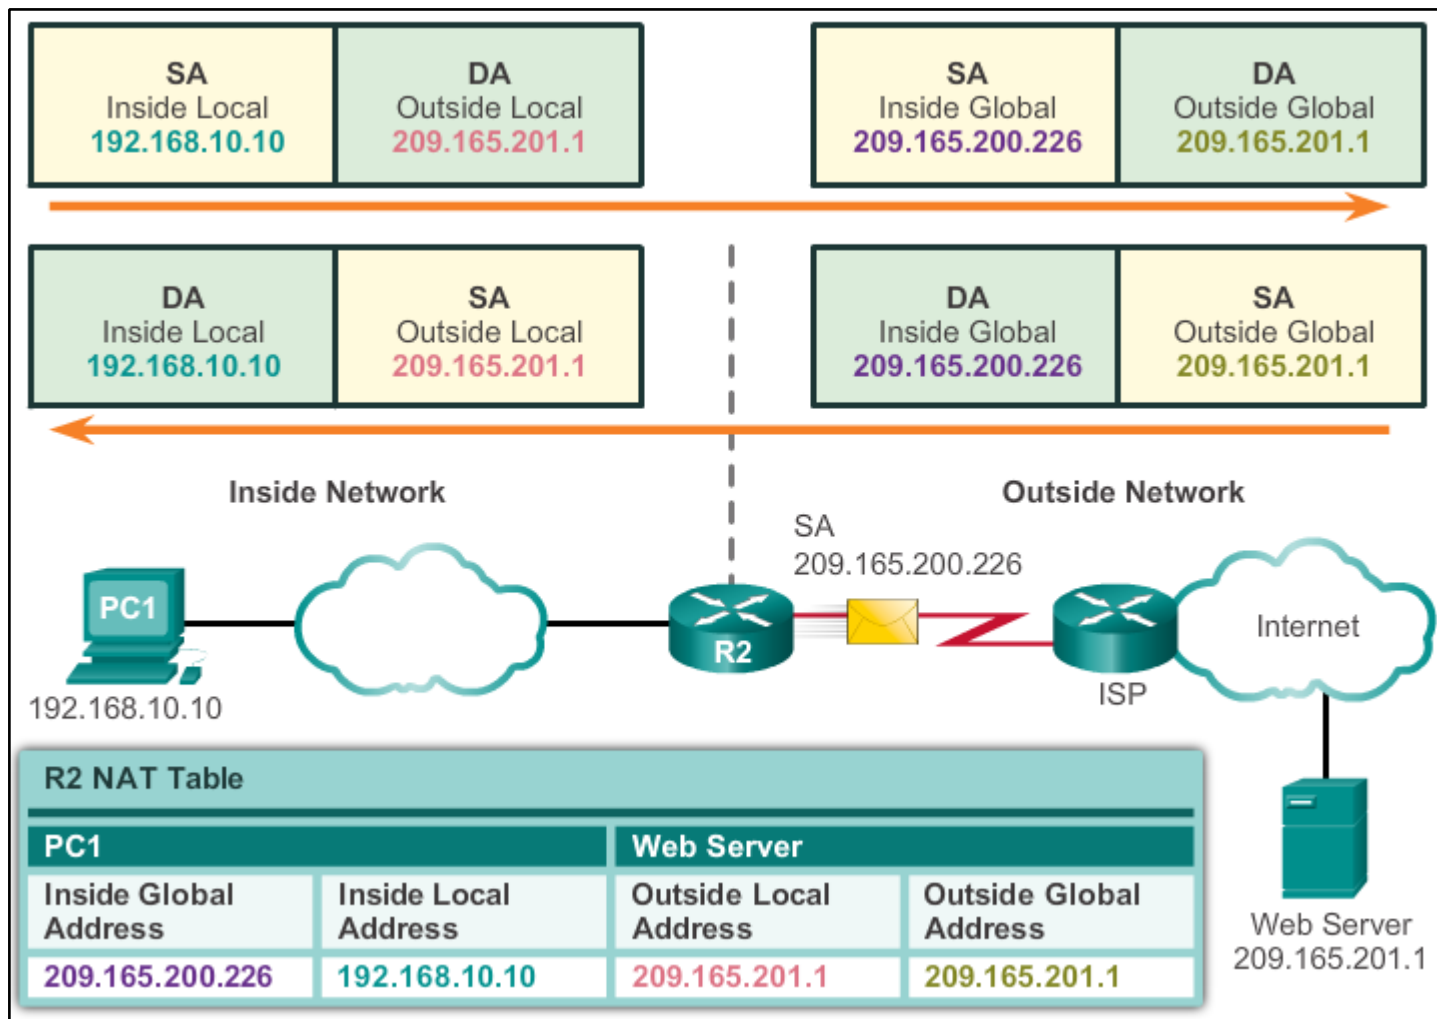 SA
Inside Local
192.168.10.10
DA
Outside Local
209.165.201.1
SA
Inside Global
209.165.200.226
DA
Outside Global
209.165.201.1
DA
Inside Local
192.168.10.10
SA
Outside Local
209.165.201.1
DA
Inside Global
209.165.200.226
SA
Outside Global
209.165.201.1
Inside Network
Outside Network
SA
209.165.200.226
PC1
192.168.10.10
R2
ISP
Internet
R2 NAT Table
PC1
Web Server
Inside Global
Address
Inside Local
Address
Outside Local
Address
Outside Global
Address
209.165.200.226
192.168.10.10
209.165.201.1
209.165.201.1
Web Server
209.165.201.1